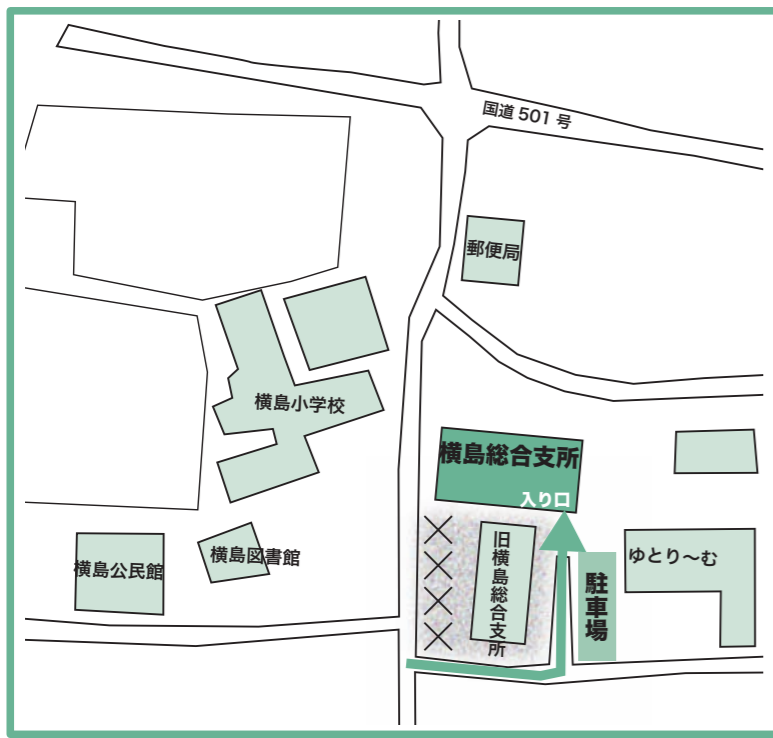 国道 501 号
郵便局
横島小学校
横島総合支所
入り口
旧横島総合支所
ゆとり～む
横島図書館
横島公民館
駐車場